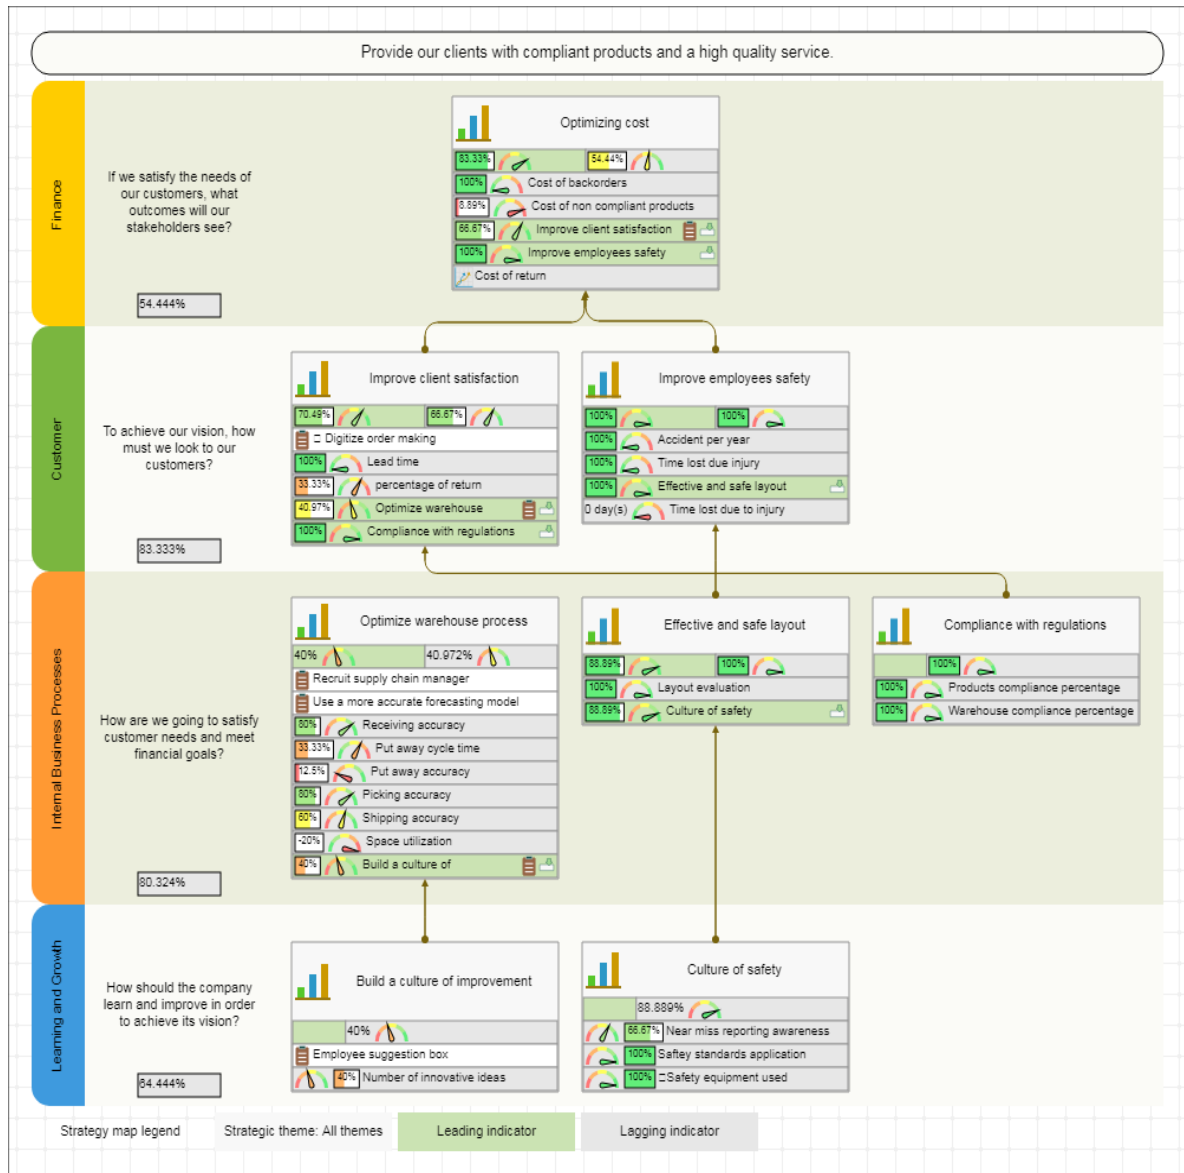 Provide our clients with compliant products and a high quality service.
Finance
If we satisfy the needs of
our customers, what
outcomes will our
stakeholders see?
54.444%
Optimizing cost
83.33% 54.44%
100% Cost of backorders
8.89% Cost of non compliant products
66.67% Improve client satisfaction
100% Improve employees safety
Cost of return
Customer
To achieve our vision, how
must we look to our
customers?
83.333%
Improve client satisfaction
70.49% 66.67%
Digitize order making
100% Lead time
33.33% percentage of return
40.97% Optimize warehouse
100% Compliance with regulations
Improve employees safety
100% 100%
100% Accident per year
100% Time lost due injury
100% Effective and safe layout
0 day(s) Time lost due to injury
Internal Business Processes
How are we going to satisfy
customer needs and meet
financial goals?
80.324%
Optimize warehouse process
40% 40.972%
Recruit supply chain manager
Use a more accurate forecasting model
80% Receiving accuracy
33.33% Put away cycle time
12.5% Put away accuracy
80% Picking accuracy
60% Shipping accuracy
-20% Space utilization
40% Build a culture of
Effective and safe layout
88.89% 100%
100% Layout evaluation
88.89% Culture of safety
Compliance with regulations
100%
100% Products compliance percentage
100% Warehouse compliance percentage
Learning and Growth
How should the company
learn and improve in order
to achieve its vision?
64.444%
Build a culture of improvement
40%
Employee suggestion box
40% Number of innovative ideas
Culture of safety
88.889%
66.67% Near miss reporting awareness
100% Saftey standards application
100% Safety equipment used
Strategy map legend
Strategic theme: All themes
Leading indicator
Lagging indicator